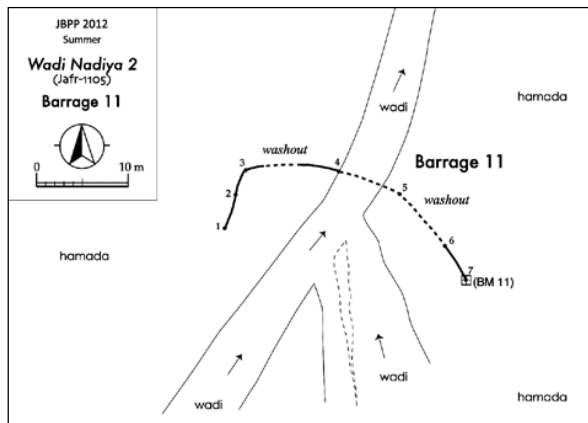 JBPP 2012
Summer
Wadi Nadiya 2
(Jafr-1105)
Barrage 11
0 10 m
wadi
hamada
washout
Barrage 11
3
4
2
5
washout
1
6
7
(BM 11)
hamada
wadi
wadi
hamada